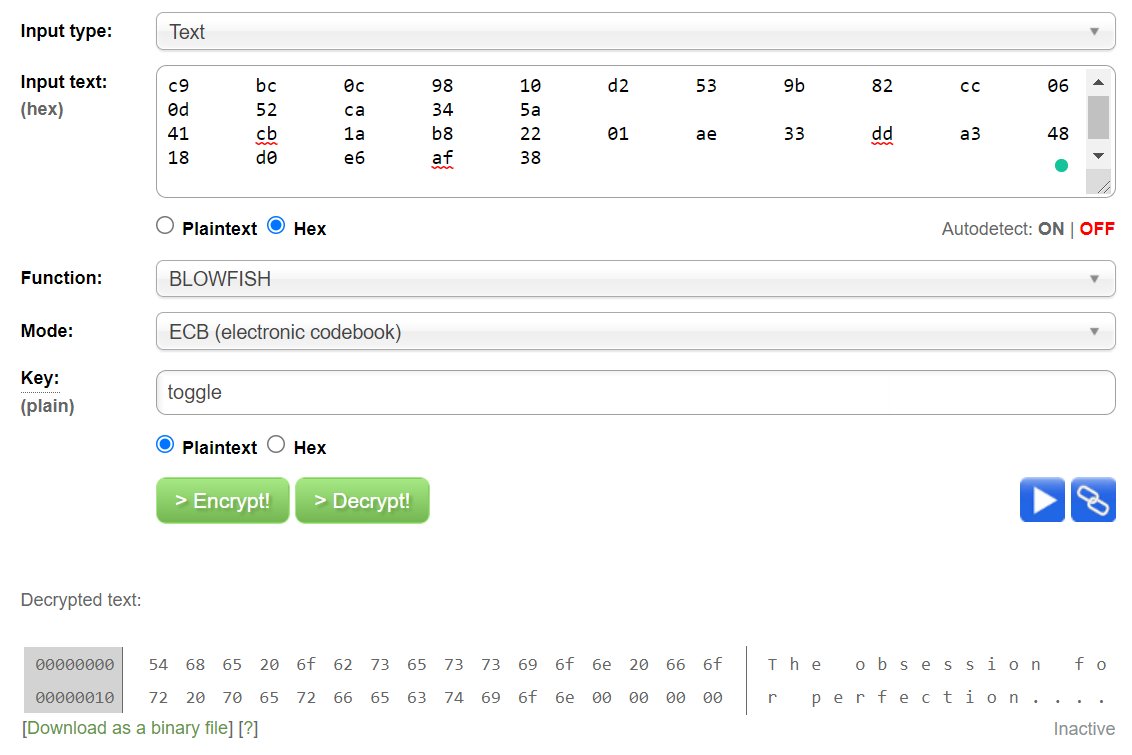 Input type:
Text
Input text:
(hex)
c9 bc 0c 98 10 d2 53 9b 82 cc 06
0d 52 ca 34 5a
41 cb 1a b8 22 01 ae 33 dd a3 48
18 d0 e6 af 38
Plaintext Hex
Autodetect: ON | OFF
Function:
BLOWFISH
Mode:
ECB (electronic codebook)
Key:
(plain)
toggle
Plaintext Hex
> Encrypt! > Decrypt!
Decrypted text:
00000000 54 68 65 20 6f 62 73 65 73 73 69 6f 6e 20 66 6f T h e o b s e s s i o n f o
00000010 72 20 70 65 72 66 65 63 74 69 6f 6e 00 00 00 00 r p e r f e c t i o n . . . .
[Download as a binary file] [?]
Inactive